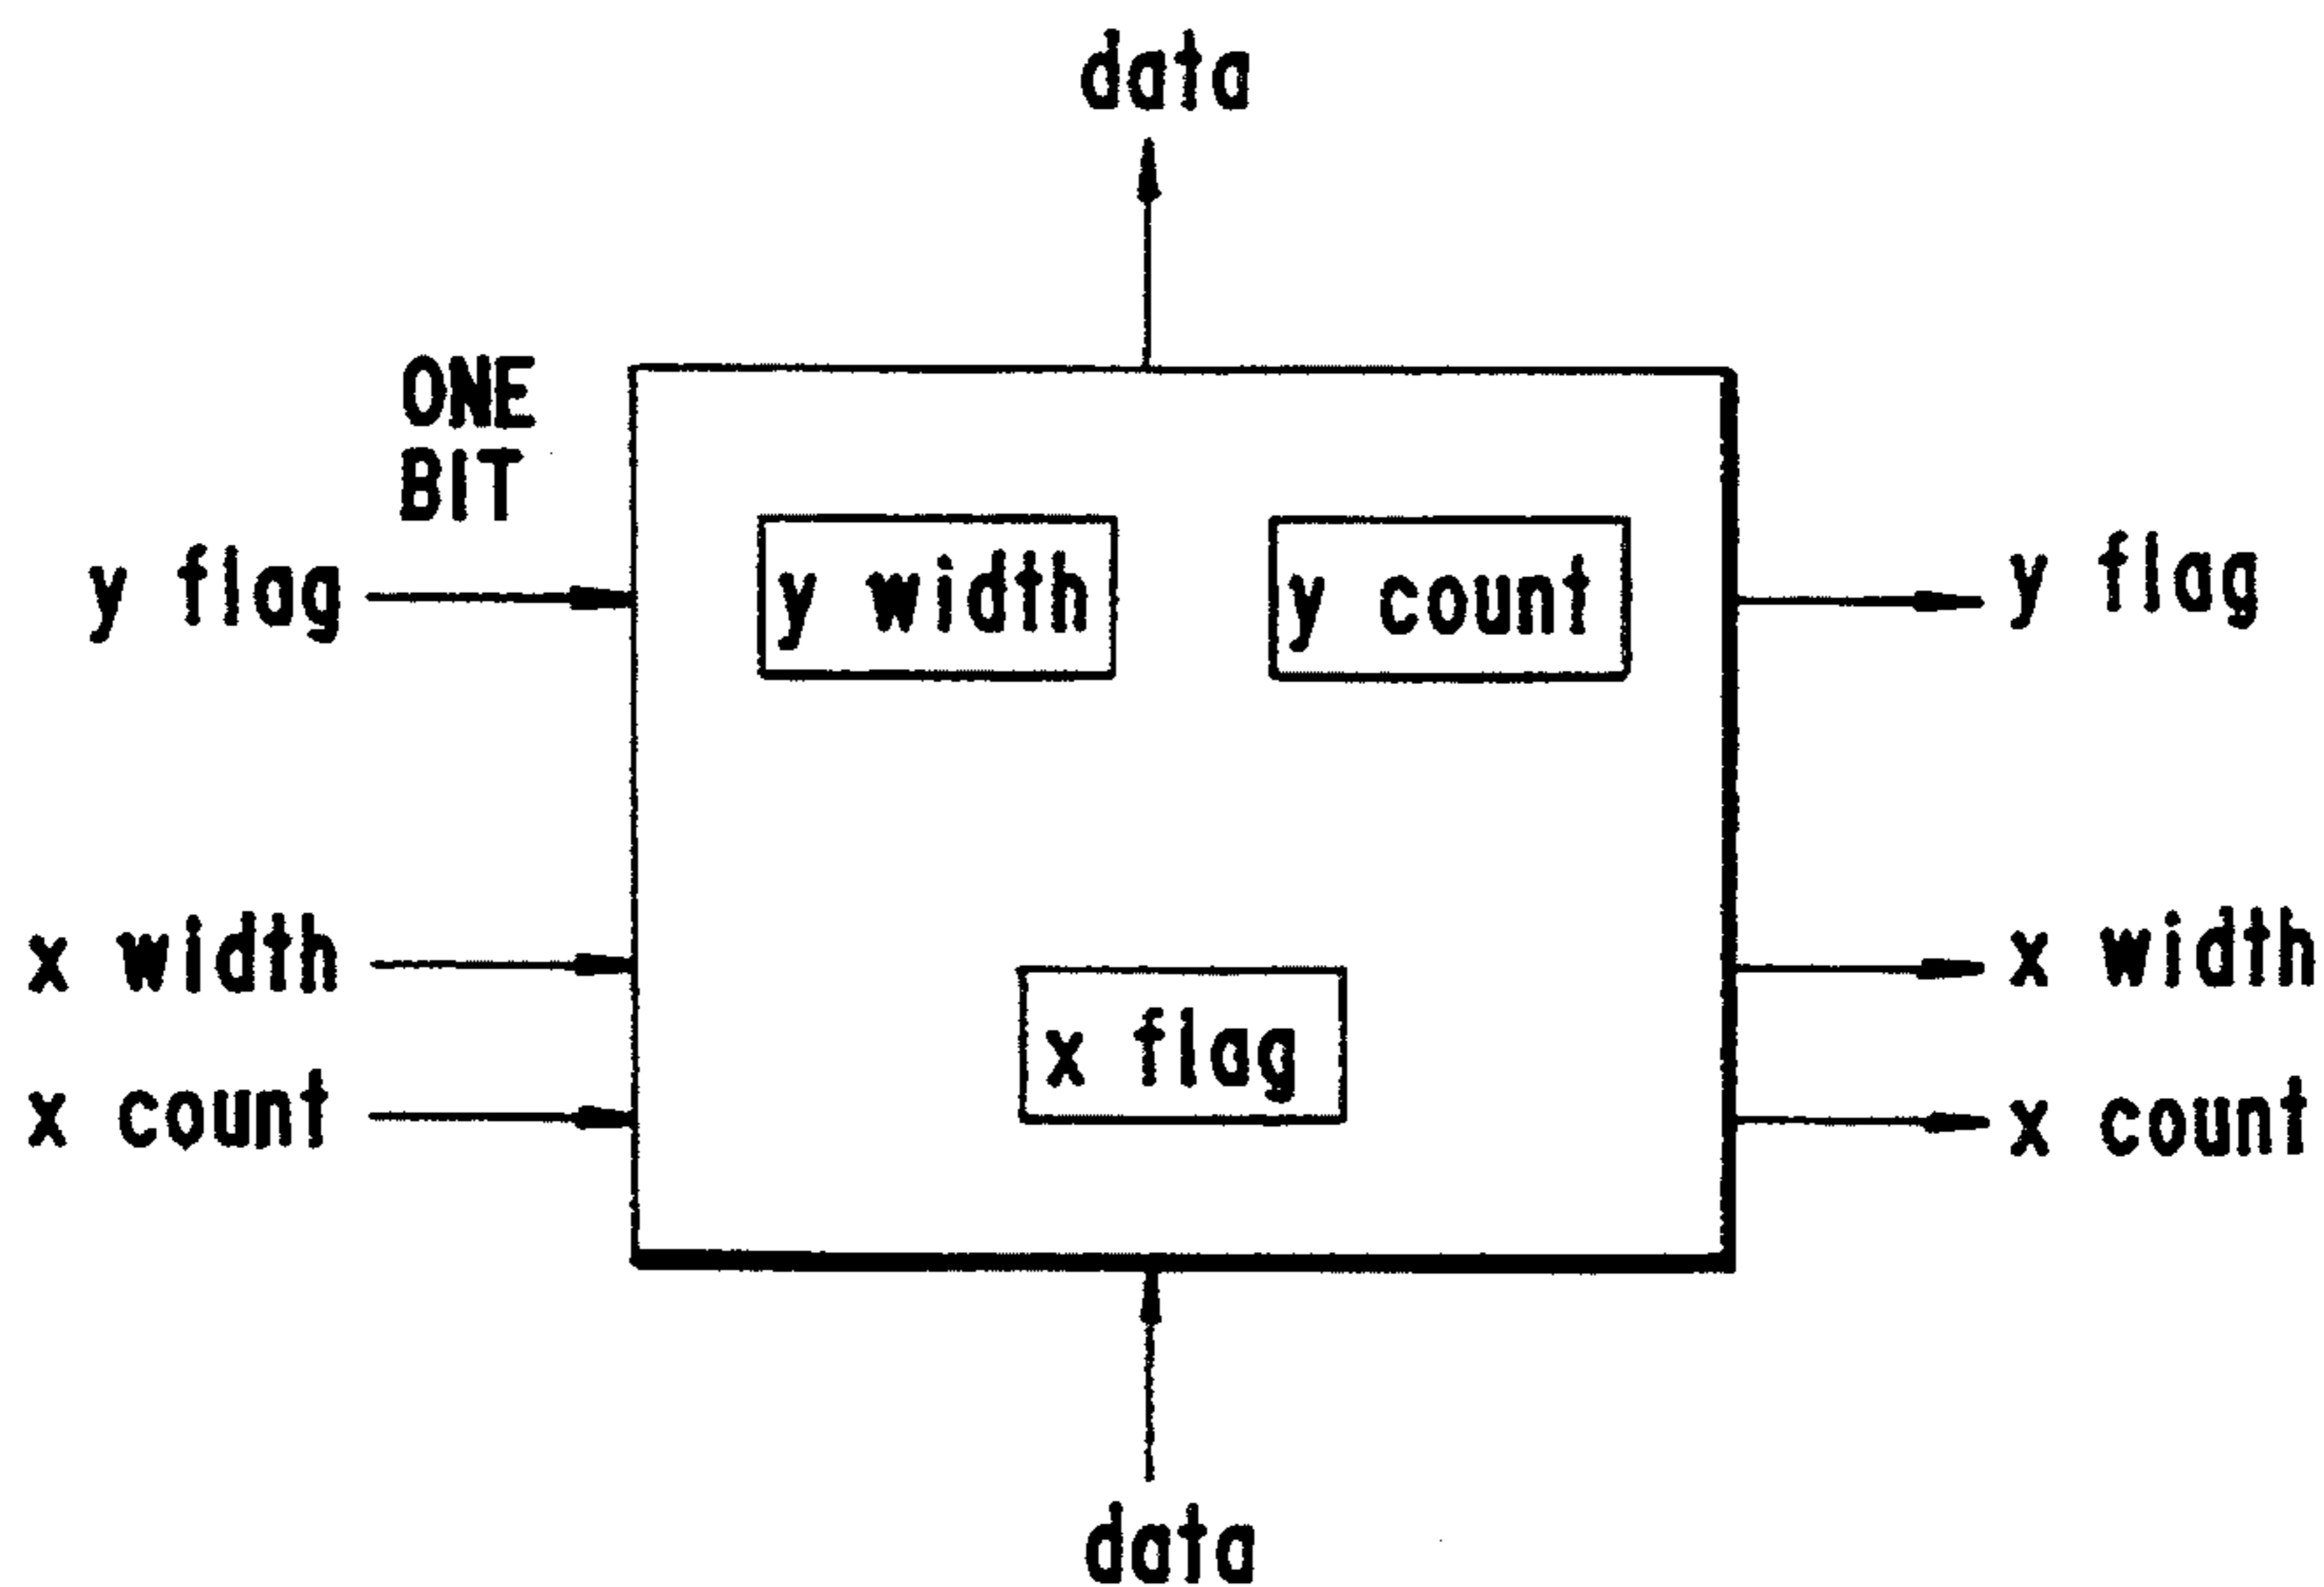 data
ONE
BIT
y flag
y width
y count
y flag
x width
x width
x flag
x count
x count
data